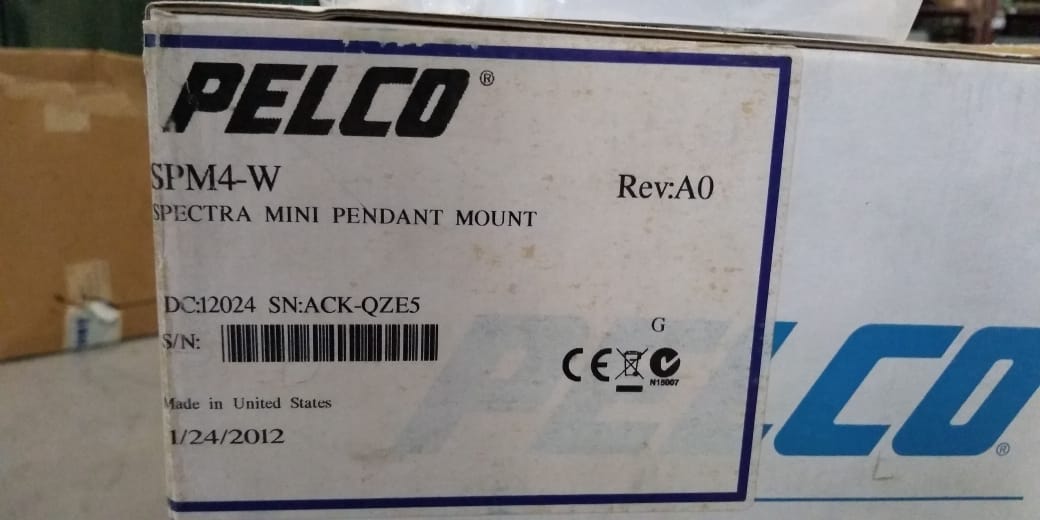 PELCO®
SPM4-W
Rev:A0
SPECTRA MINI PENDANT MOUNT
DC:12024 SN:ACK-QZE5
S/N:
G
CE
N15007
Made in United States
1/24/2012
PELCO®